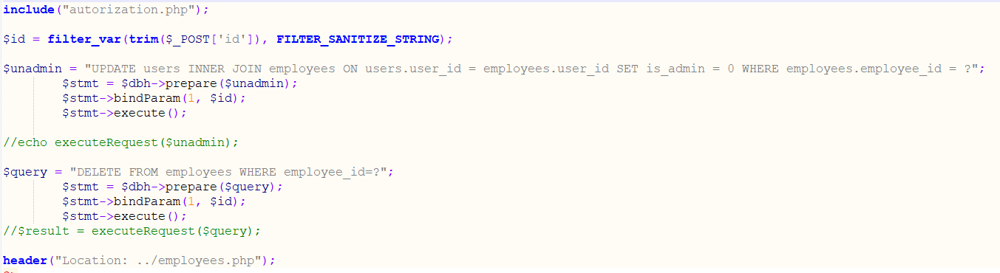 include("autorization.php");
$id = filter_var(trim($_POST['id']), FILTER_SANITIZE_STRING);
$unadmin = "UPDATE users INNER JOIN employees ON users.user_id = employees.user_id SET is_admin = 0 WHERE employees.employee_id = ?";
$stmt = $dbh->prepare($unadmin);
$stmt->bindParam(1, $id);
$stmt->execute();
//echo executeRequest($unadmin);
$query = "DELETE FROM employees WHERE employee_id=?";
$stmt = $dbh->prepare($query);
$stmt->bindParam(1, $id);
$stmt->execute();
//$result = executeRequest($query);
header("Location: ../employees.php");